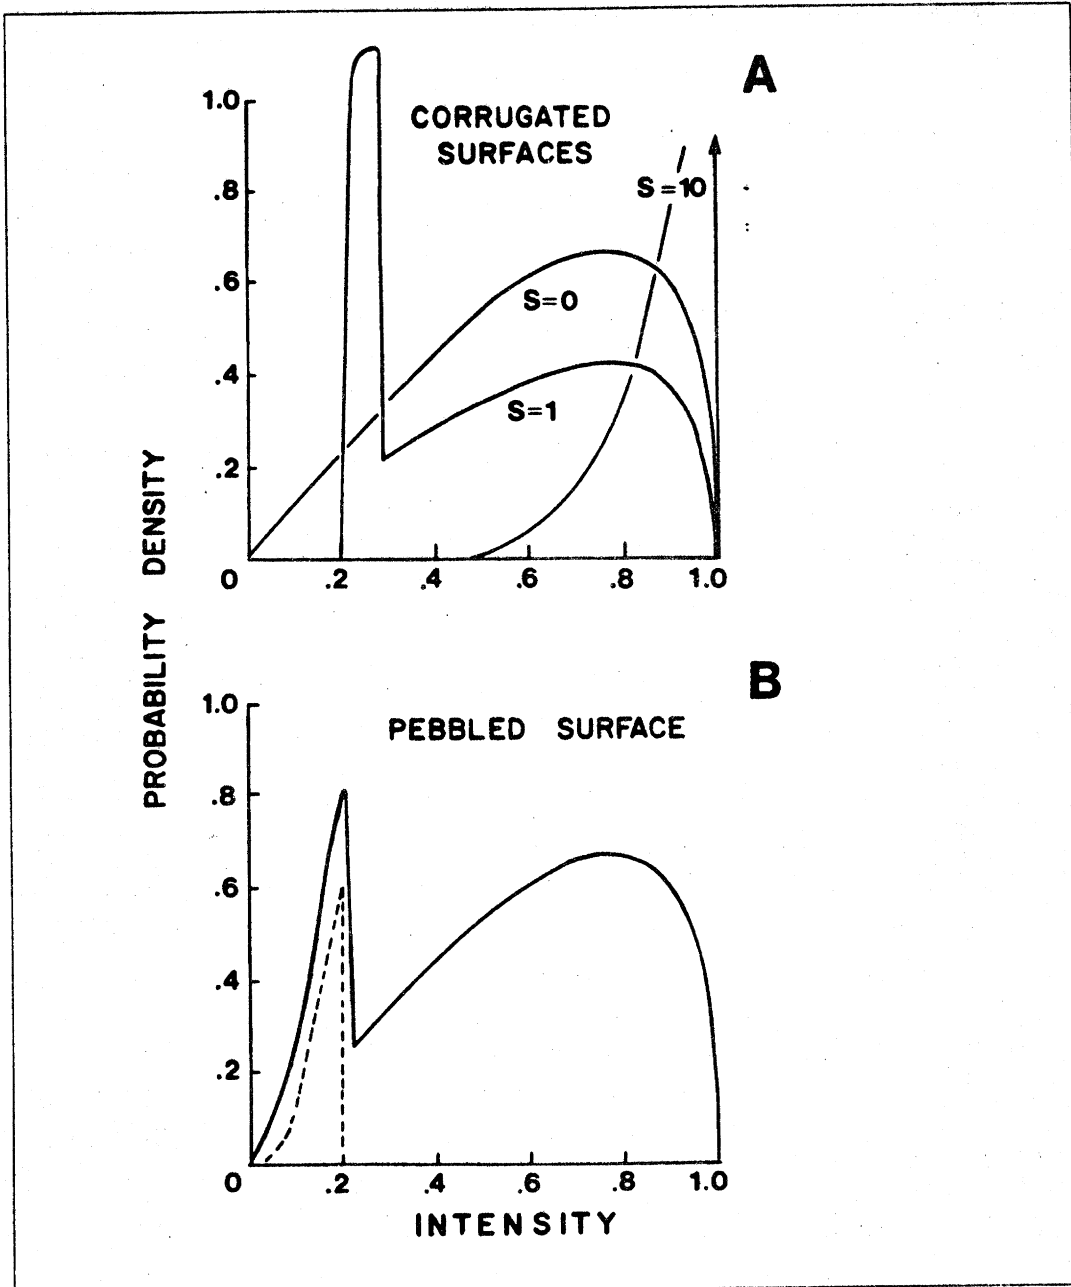 A
CORRUGATED
SURFACES
1.0
.8
.6
.4
.2
0
.2
.4
.6
.8
1.0
S=10
S=0
S=1
PROBABILITY DENSITY
B
PEBBLED SURFACE
1.0
.8
.6
.4
.2
0
.2
.4
.6
.8
1.0
INTENSITY